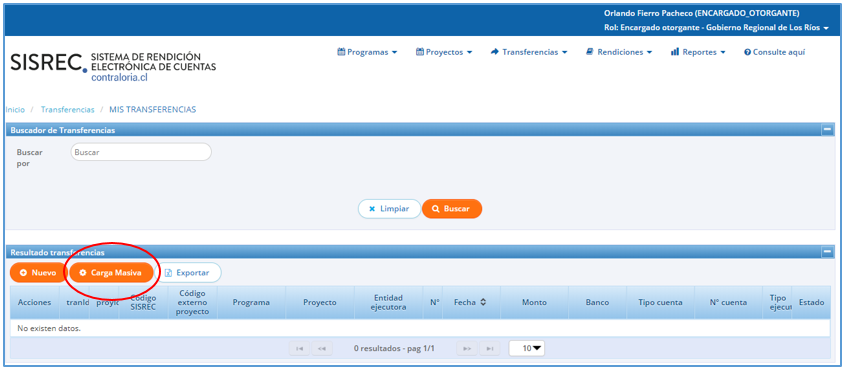 Orlando Fierro Pacheco (ENCARGADO_OTORGANTE)
Rol: Encargado otorgante - Gobierno Regional de Los Ríos
SISREC. SISTEMA DE RENDICIÓN
ELECTRÓNICA DE CUENTAS
contraloria.cl
Programas Proyectos Transferencias Rendiciones Reportes Consulte aquí
Inicio / Transferencias / MIS TRANSFERENCIAS
Buscador de Transferencias
Buscar por
Buscar
Limpiar Buscar
Resultado transferencias
Nuevo Carga Masiva Exportar
Acciones tranId proyId Código SISREC Código externo proyecto Programa Proyecto Entidad ejecutora N° Fecha Monto Banco Tipo cuenta N° cuenta Tipo ejecut Estado
No existen datos.
0 resultados - pag 1/1 10